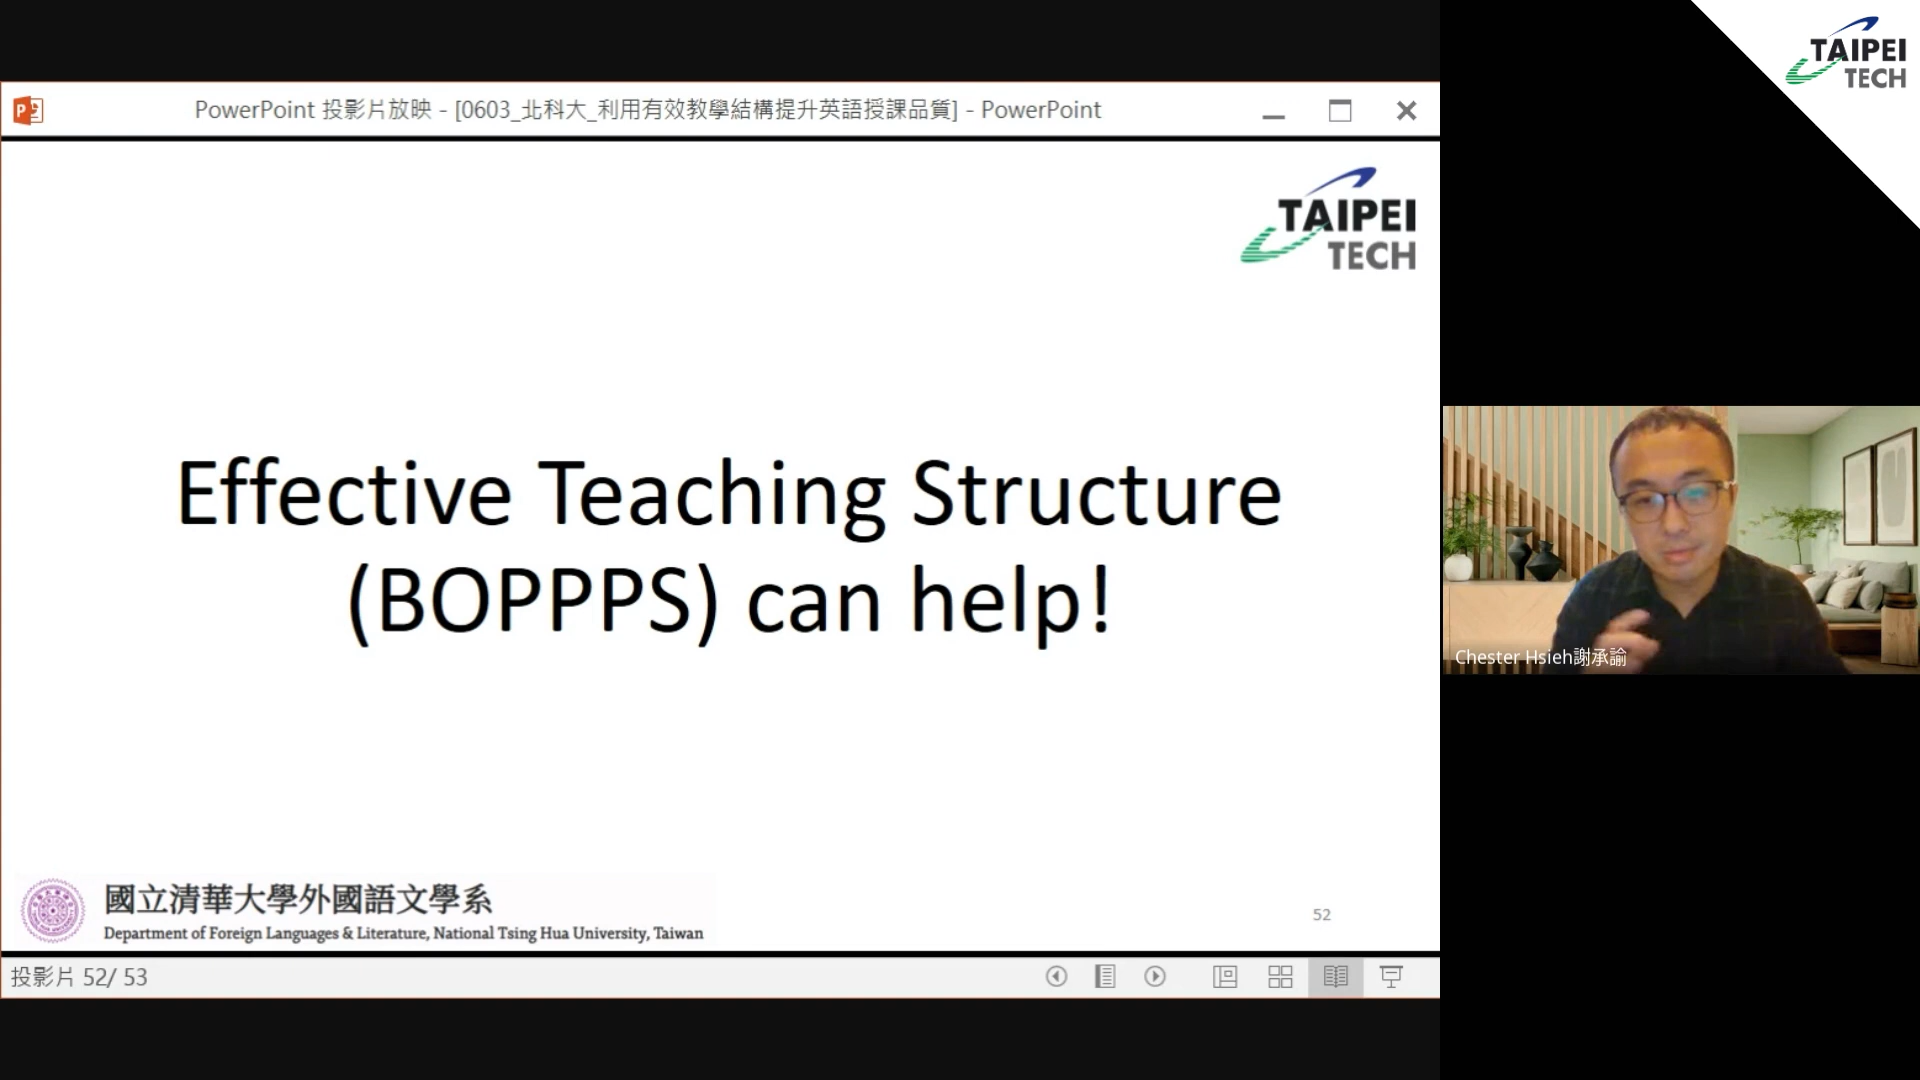 TAIPEI
TECH
PowerPoint 投影片放映 - [0603_北科大_利用有效教學結構提升英語授課品質] - PowerPoint
TAIPEI
TECH
Effective Teaching Structure
(BOPPPS) can help!
Chester Hsieh謝承諭
國立清華大學外國語文學系
Department of Foreign Languages & Literature, National Tsing Hua University, Taiwan
52
投影片 52/ 53